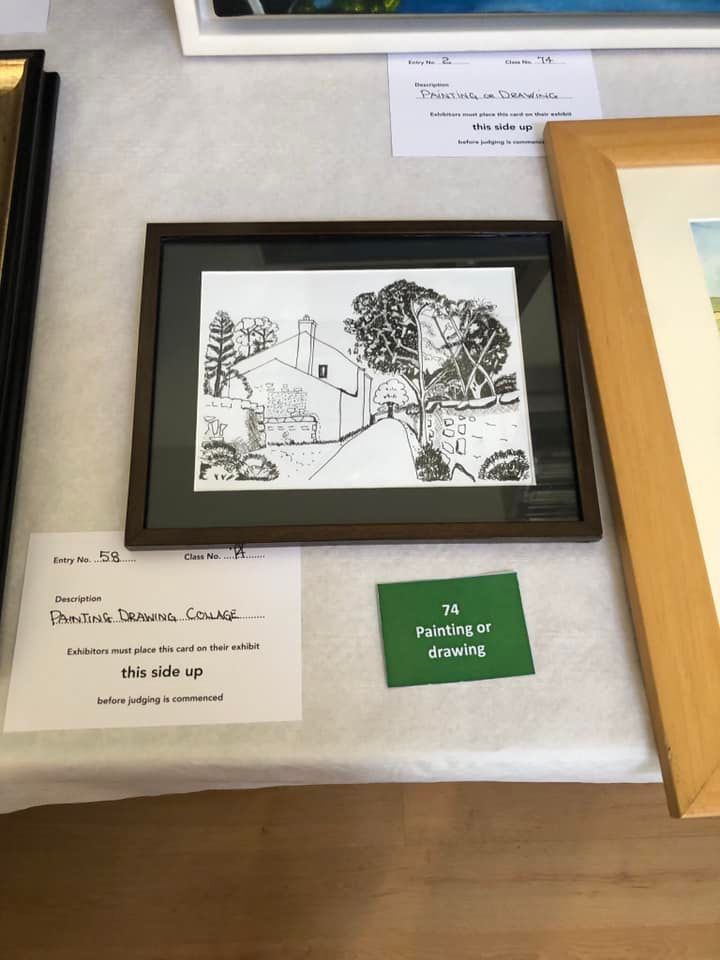 Entry No. 2 Class No. 74
Description
PAINTING OR DRAWING
Exhibitors must place this card on their exhibit
this side up
before judging is commenced
Entry No. 58 Class No.
Description
PAINTING DRAWING COLLAGE
Exhibitors must place this card on their exhibit
this side up
before judging is commenced
74
Painting or
drawing